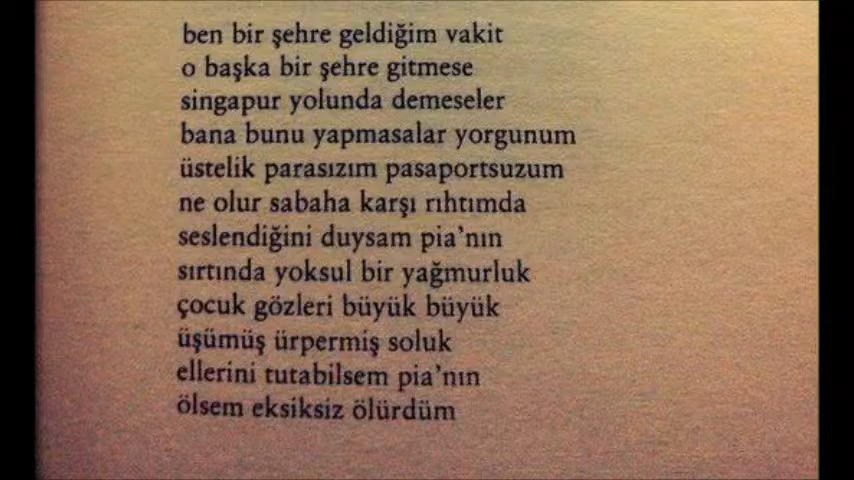 ben bir şehre geldiğim vakit
o başka bir şehre gitmese
singapur yolunda demeseler
bana bunu yapmasalar yorgunum
üstelik parasızım pasaportsuzum
ne olur sabaha karşı rıhtımda
seslendiğini duysam pia'nın
sırtında yoksul bir yağmurluk
çocuk gözleri büyük büyük
üşümüş ürpermiş soluk
ellerini tutabilsem pia'nın
ölsem eksiksiz ölürdüm